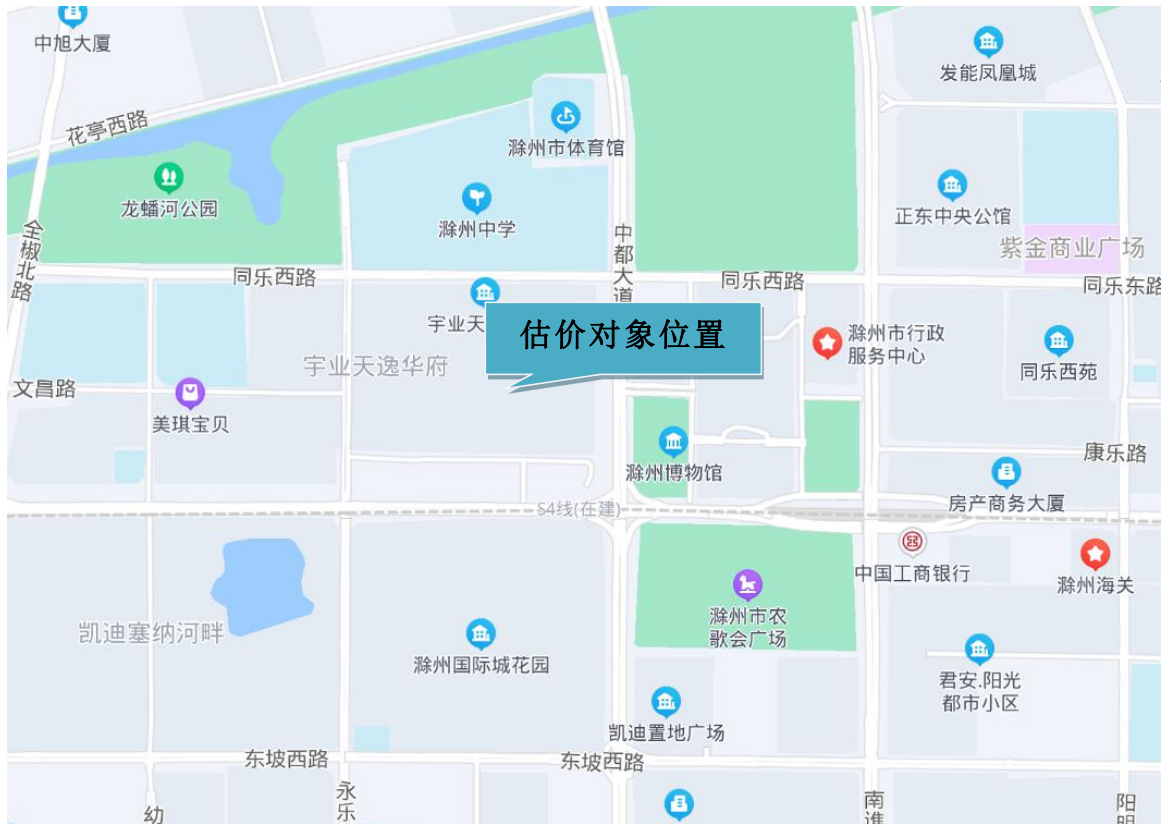 中旭大厦
发能凤凰城
花亭西路
滁州市体育馆
龙蟠河公园
滁州中学
正东中央公馆
全椒北路
中都大道
紫金商业广场
同乐西路
同乐西路
同乐东路
宇业天
估价对象位置
滁州市行政
服务中心
宇业天逸华府
同乐西苑
文昌路
美琪宝贝
康乐路
滁州博物馆
房产商务大厦
S4线(在建)
中国工商银行
滁州海关
滁州市农
歌会广场
凯迪塞纳河畔
滁州国际城花园
君安.阳光
都市小区
凯迪置地广场
东坡西路
东坡西路
永乐
幼
南谯
阳明